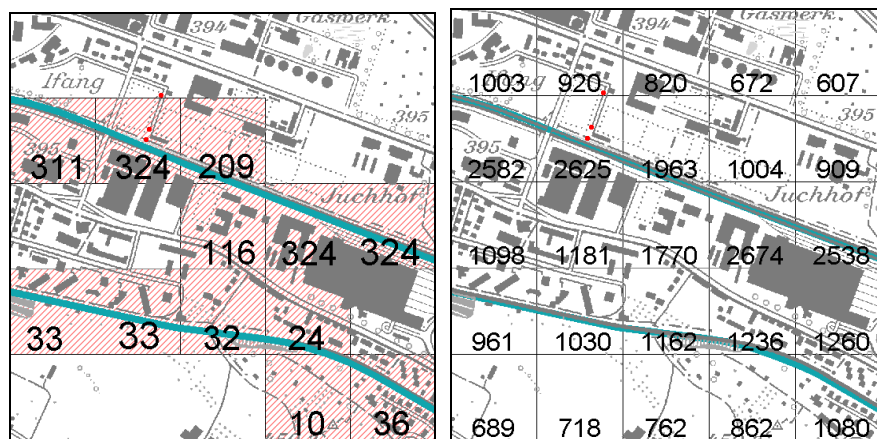 394
Gaswerk
Ifang
395
395
311 324 209
Juchhof
116 324 324
33 33 32 24
10 36
394
Gaswerk
Ifang
1003 920 820 672 607
395
395
2582 2625 1963 1004 909
Juchhof
1098 1181 1770 2674 2538
961 1030 1162 1236 1260
689 718 762 862 1080